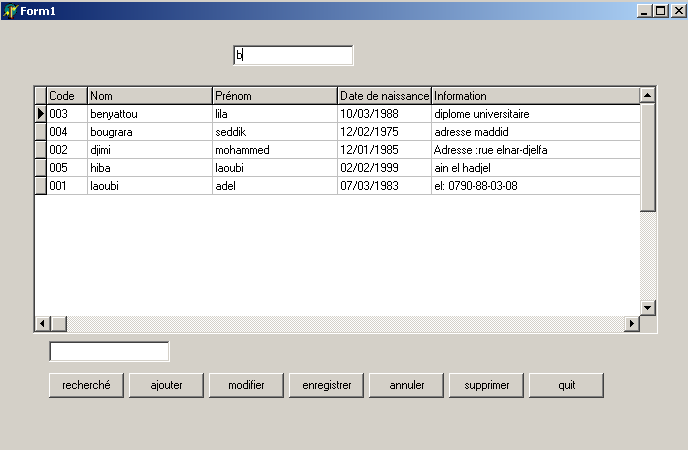 Form1
b
Code Nom Prénom Date de naissance Information
003 benyattou lila 10/03/1988 diplome universitaire
004 bougrara seddik 12/02/1975 adresse maddid
002 djimi mohammed 12/01/1985 Adresse :rue elnar-djelfa
005 hiba laoubi 02/02/1999 ain el hadjel
001 laoubi adel 07/03/1983 el: 0790-88-03-08
recherché ajouter modifier enregistrer annuler supprimer quit